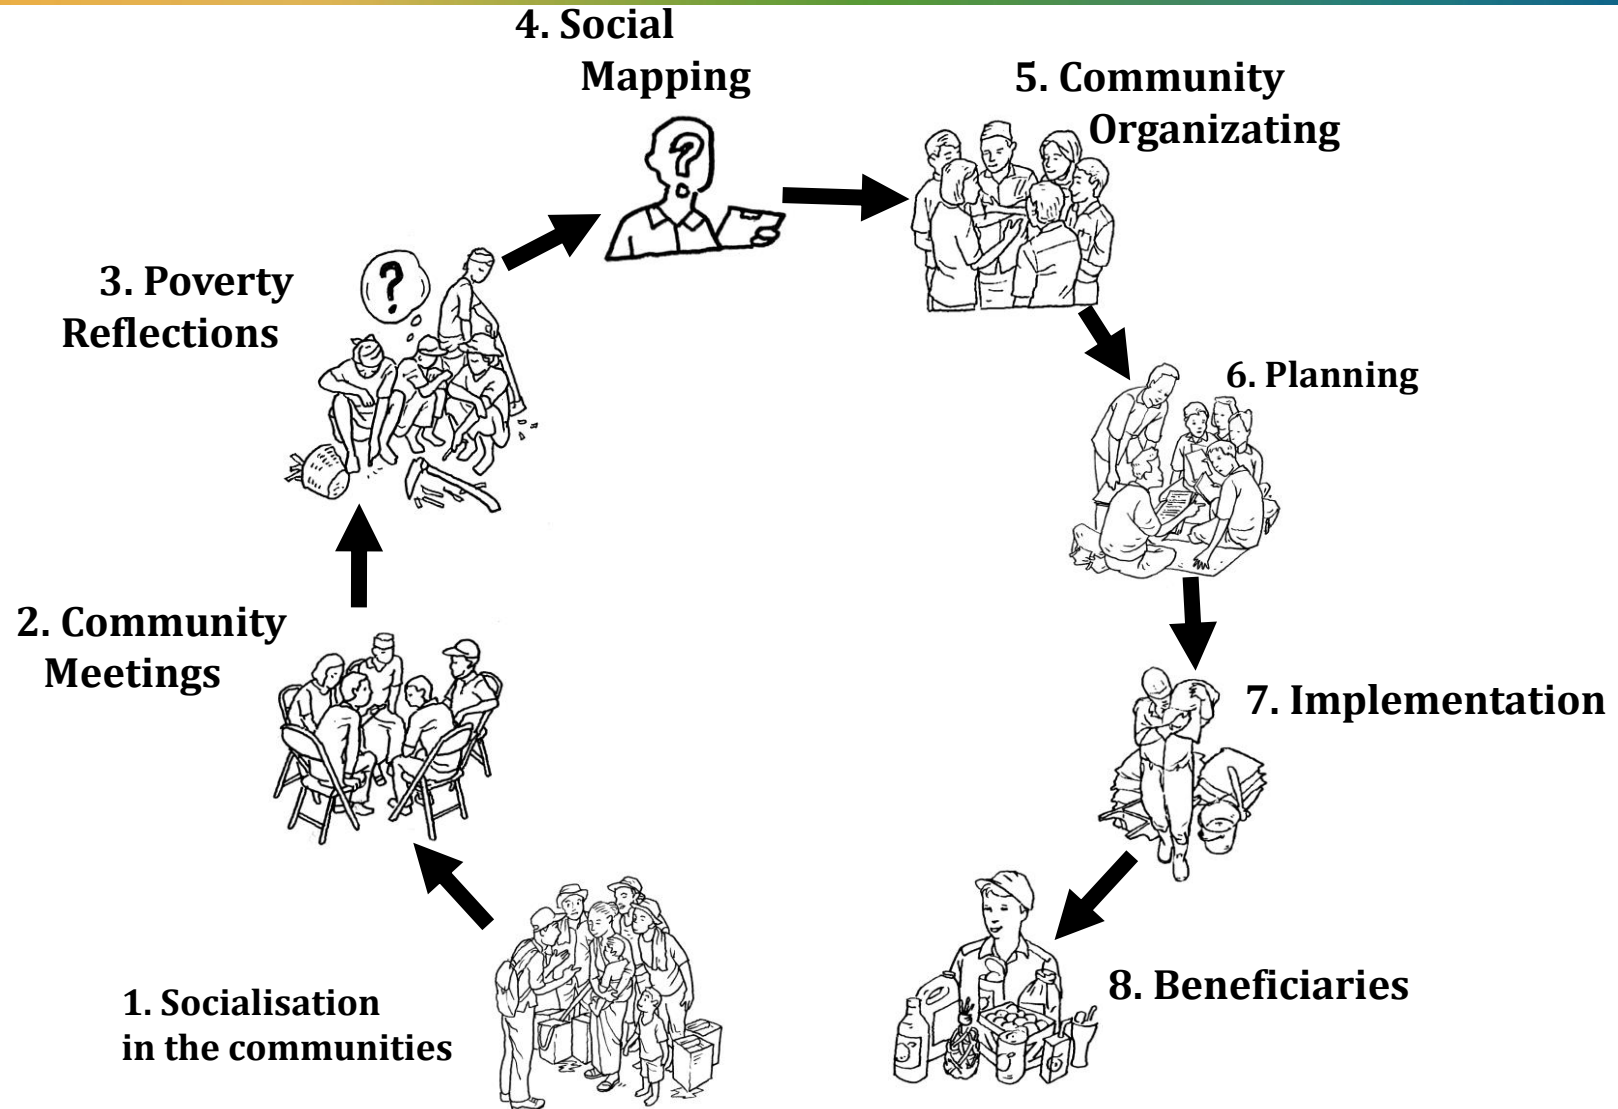 4. Social
Mapping
5. Community
Organizating
3. Poverty
Reflections
?
?
6. Planning
2. Community
Meetings
7. Implementation
1. Socialisation
in the communities
8. Beneficiaries